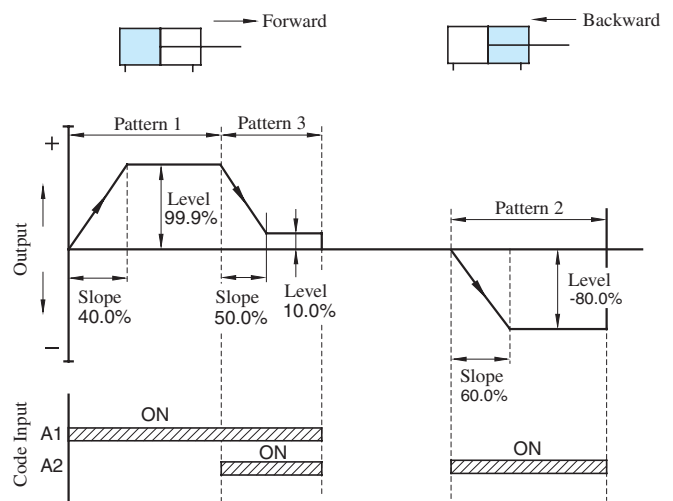 Forward
Backward
Pattern 1
Pattern 3
+
Level
99.9%
Pattern 2
Output
Slope
40.0%
Slope
50.0%
Level
10.0%
Level
-80.0%
−
Slope
60.0%
Code Input
ON
A1
ON
A2
ON